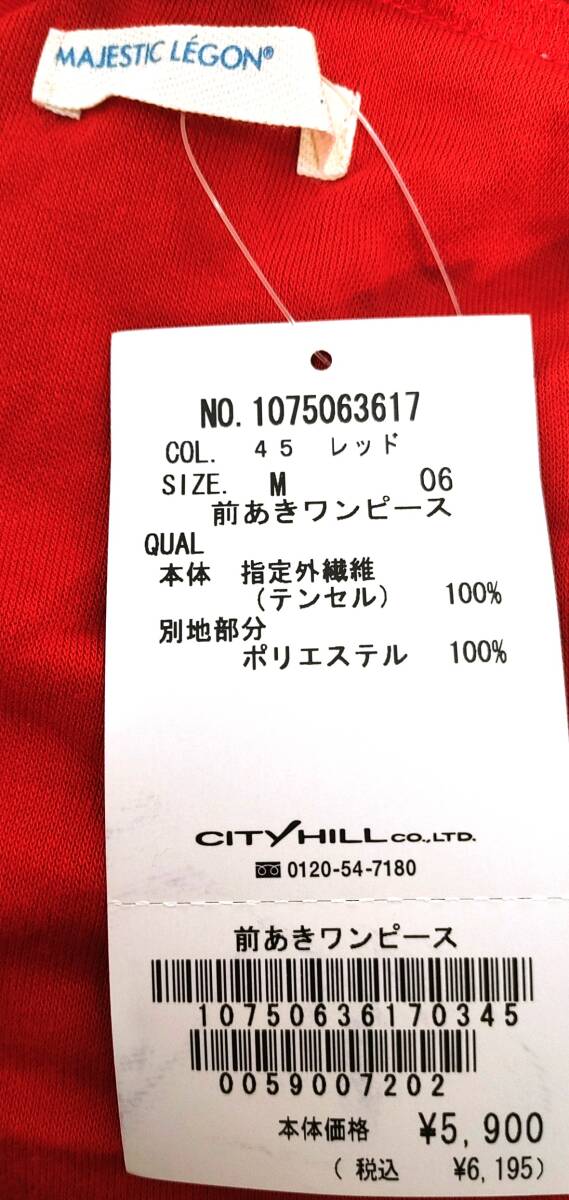 MAJESTIC LÉGON®
NO. 1075063617
COL. 45 レッド
SIZE. M 06
前あきワンピース
QUAL
本体 指定外繊維
(テンセル) 100%
別地部分
ポリエステル 100%
CITY HILL CO.,LTD.
0120-54-7180
前あきワンピース
10750636170345
0059007202
本体価格 ¥5,900
(税込 ¥6,195)